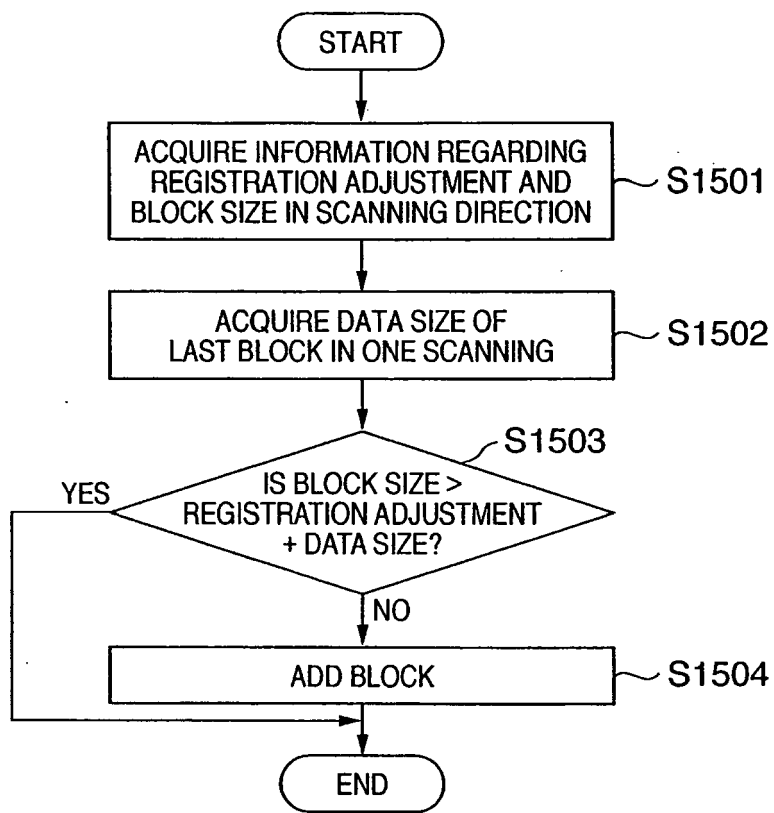 START
ACQUIRE INFORMATION REGARDING
REGISTRATION ADJUSTMENT AND
BLOCK SIZE IN SCANNING DIRECTION
S1501
ACQUIRE DATA SIZE OF
LAST BLOCK IN ONE SCANNING
S1502
S1503
IS BLOCK SIZE >
REGISTRATION ADJUSTMENT
+ DATA SIZE?
YES
NO
ADD BLOCK
S1504
END